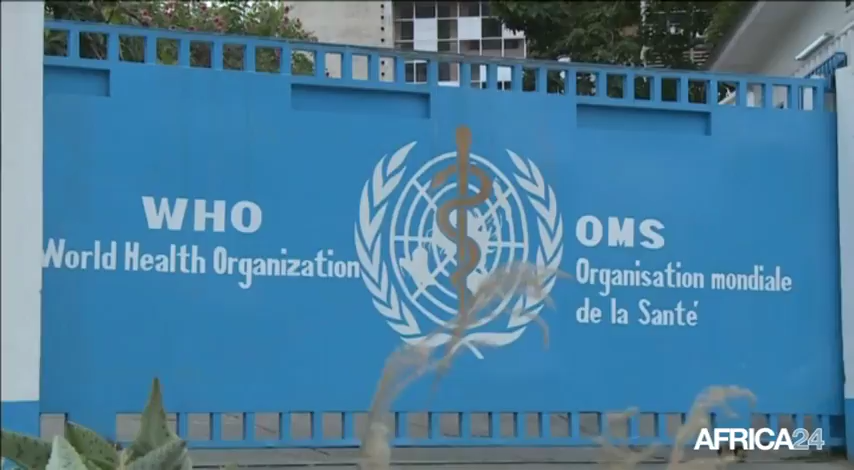 WHO
World Health Organization
OMS
Organisation mondiale
de la Santé
AFRICA24